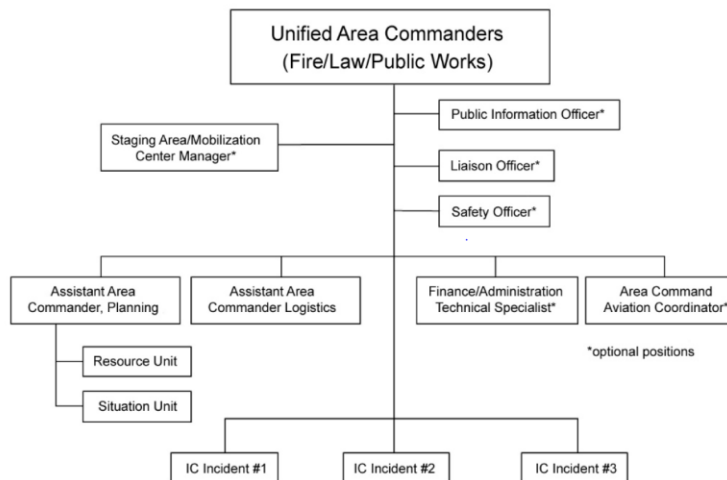 Unified Area Commanders
(Fire/Law/Public Works)
Public Information Officer*
Staging Area/Mobilization
Center Manager*
Liaison Officer*
Safety Officer*
Assistant Area
Commander, Planning
Assistant Area
Commander Logistics
Finance/Administration
Technical Specialist*
Area Command
Aviation Coordinator*
Resource Unit
*optional positions
Situation Unit
IC Incident #1
IC Incident #2
IC Incident #3